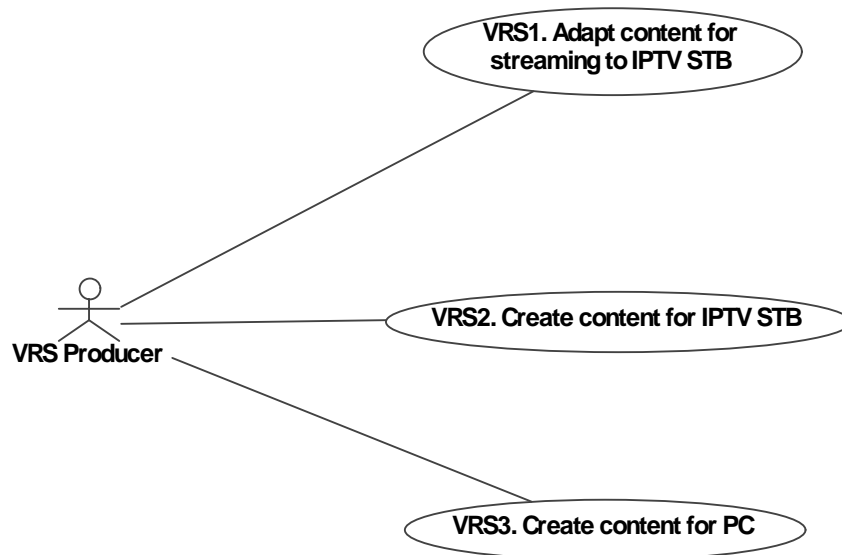 VRS1. Adapt content for
streaming to IPTV STB
VRS2. Create content for IPTV STB
VRS Producer
VRS3. Create content for PC